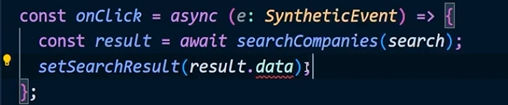 const onClick = async (e: SyntheticEvent) => {
const result = await searchCompanies(search);
setSearchResult(result.data);
};